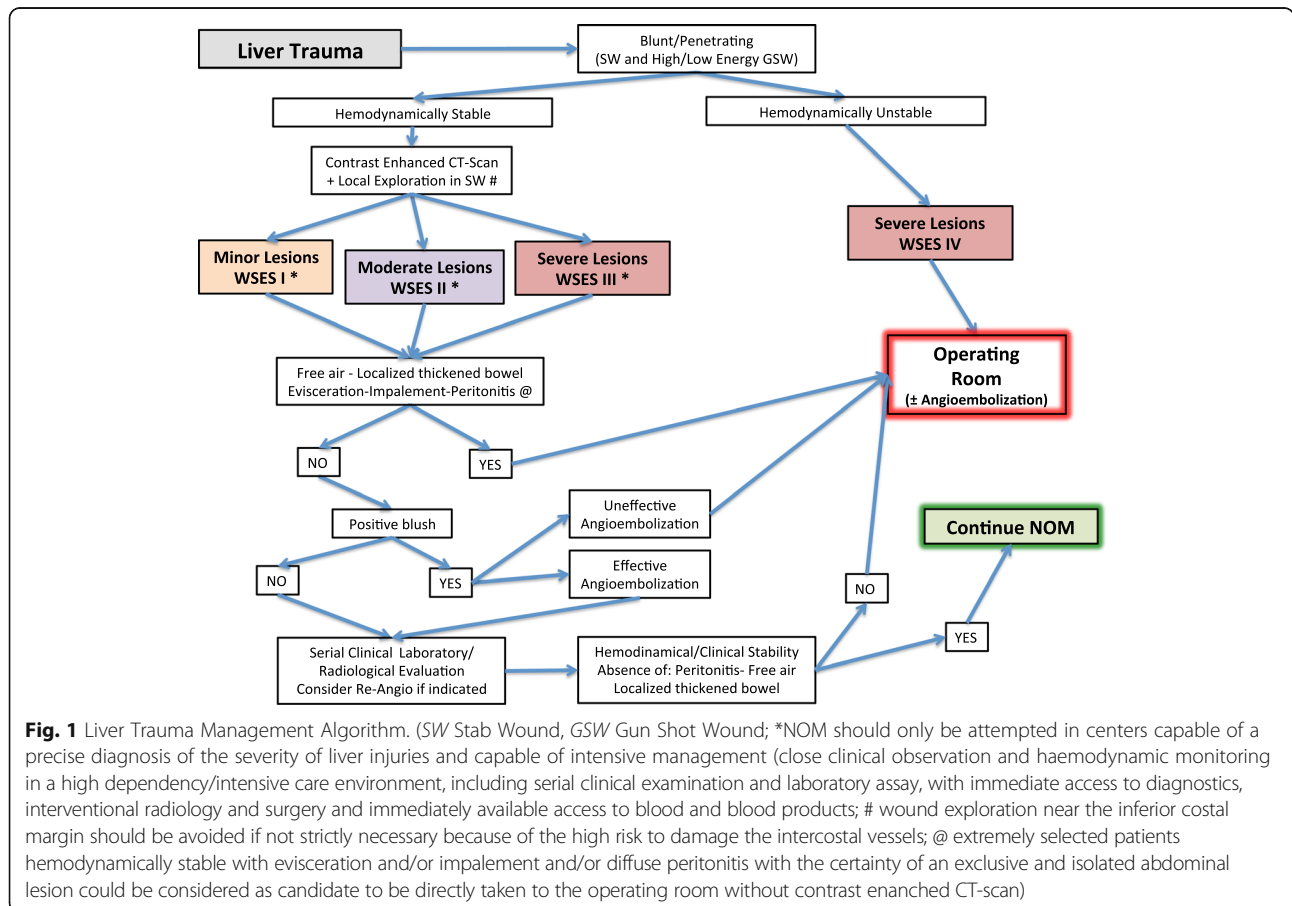 Liver Trauma
Blunt/Penetrating
(SW and High/Low Energy GSW)
Hemodynamically Stable
Hemodynamically Unstable
Contrast Enhanced CT-Scan
+ Local Exploration in SW #
Minor Lesions
WSES I *
Moderate Lesions
WSES II *
Severe Lesions
WSES III *
Severe Lesions
WSES IV
Operating
Room
(± Angioembolization)
Free air - Localized thickened bowel
Evisceration-Impalement-Peritonitis @
NO
YES
Positive blush
Uneffective
Angioembolization
Continue NOM
NO
YES
Effective
Angioembolization
NO
YES
Serial Clinical Laboratory/
Radiological Evaluation
Consider Re-Angio if indicated
Hemodinamical/Clinical Stability
Absence of: Peritonitis- Free air
Localized thickened bowel
Fig. 1 Liver Trauma Management Algorithm. (SW Stab Wound, GSW Gun Shot Wound; *NOM should only be attempted in centers capable of a
precise diagnosis of the severity of liver injuries and capable of intensive management (close clinical observation and haemodynamic monitoring
in a high dependency/intensive care environment, including serial clinical examination and laboratory assay, with immediate access to diagnostics,
interventional radiology and surgery and immediately available access to blood and blood products; # wound exploration near the inferior costal
margin should be avoided if not strictly necessary because of the high risk to damage the intercostal vessels; @ extremely selected patients
hemodynamically stable with evisceration and/or impalement and/or diffuse peritonitis with the certainty of an exclusive and isolated abdominal
lesion could be considered as candidate to be directly taken to the operating room without contrast enanched CT-scan)